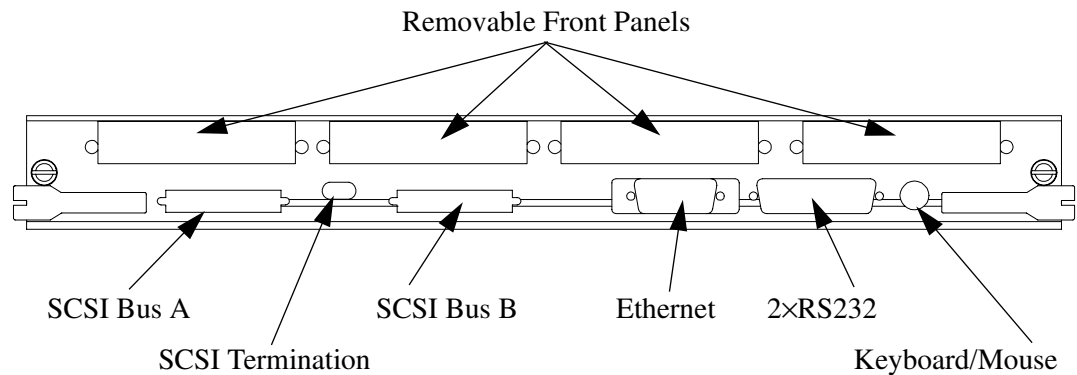 Removable Front Panels
SCSI Bus A
SCSI Bus B
Ethernet
2×RS232
SCSI Termination
Keyboard/Mouse